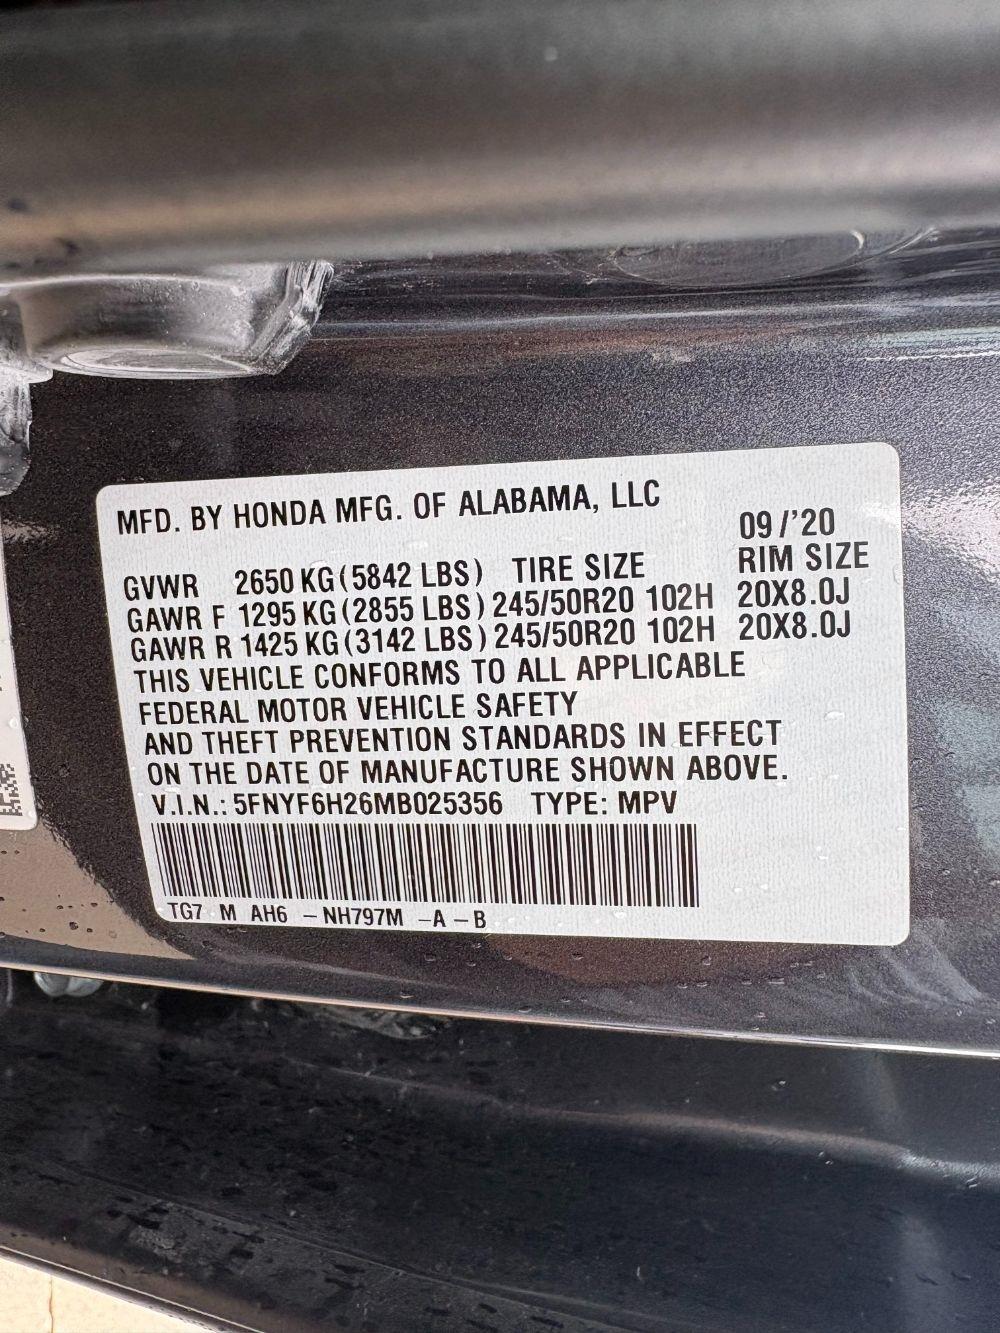 MFD. BY HONDA MFG. OF ALABAMA, LLC
09/'20
GVWR 2650 KG (5842 LBS) TIRE SIZE RIM SIZE
GAWR F 1295 KG (2855 LBS) 245/50R20 102H 20X8.0J
GAWR R 1425 KG (3142 LBS) 245/50R20 102H 20X8.0J
THIS VEHICLE CONFORMS TO ALL APPLICABLE
FEDERAL MOTOR VEHICLE SAFETY
AND THEFT PREVENTION STANDARDS IN EFFECT
ON THE DATE OF MANUFACTURE SHOWN ABOVE.
V.I.N.: 5FNYF6H26MB025356 TYPE: MPV
TG7 M AH6 – NH797M – A – B